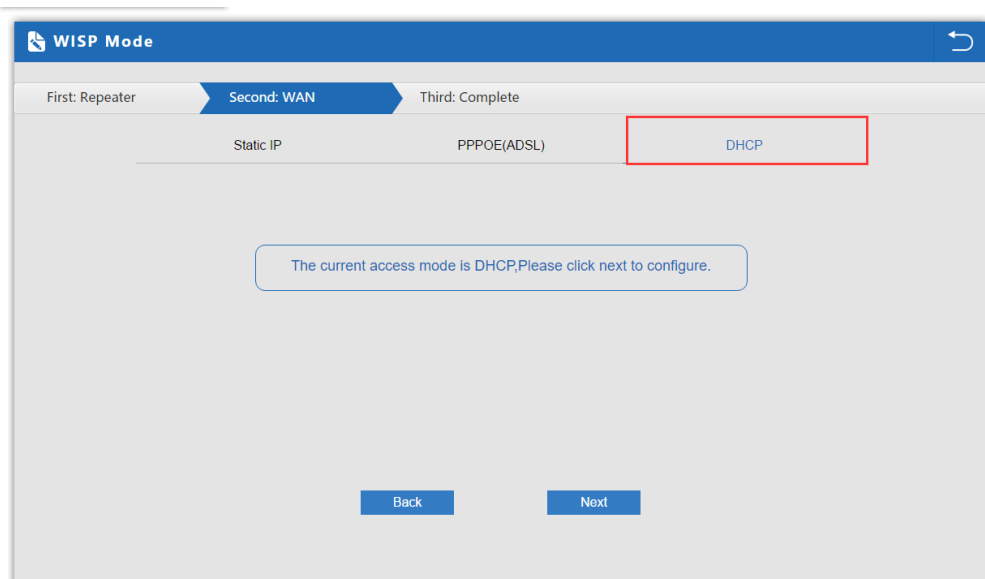 WISP Mode
First: Repeater
Second: WAN
Third: Complete
Static IP
PPPOE(ADSL)
DHCP
The current access mode is DHCP,Please click next to configure.
Back
Next